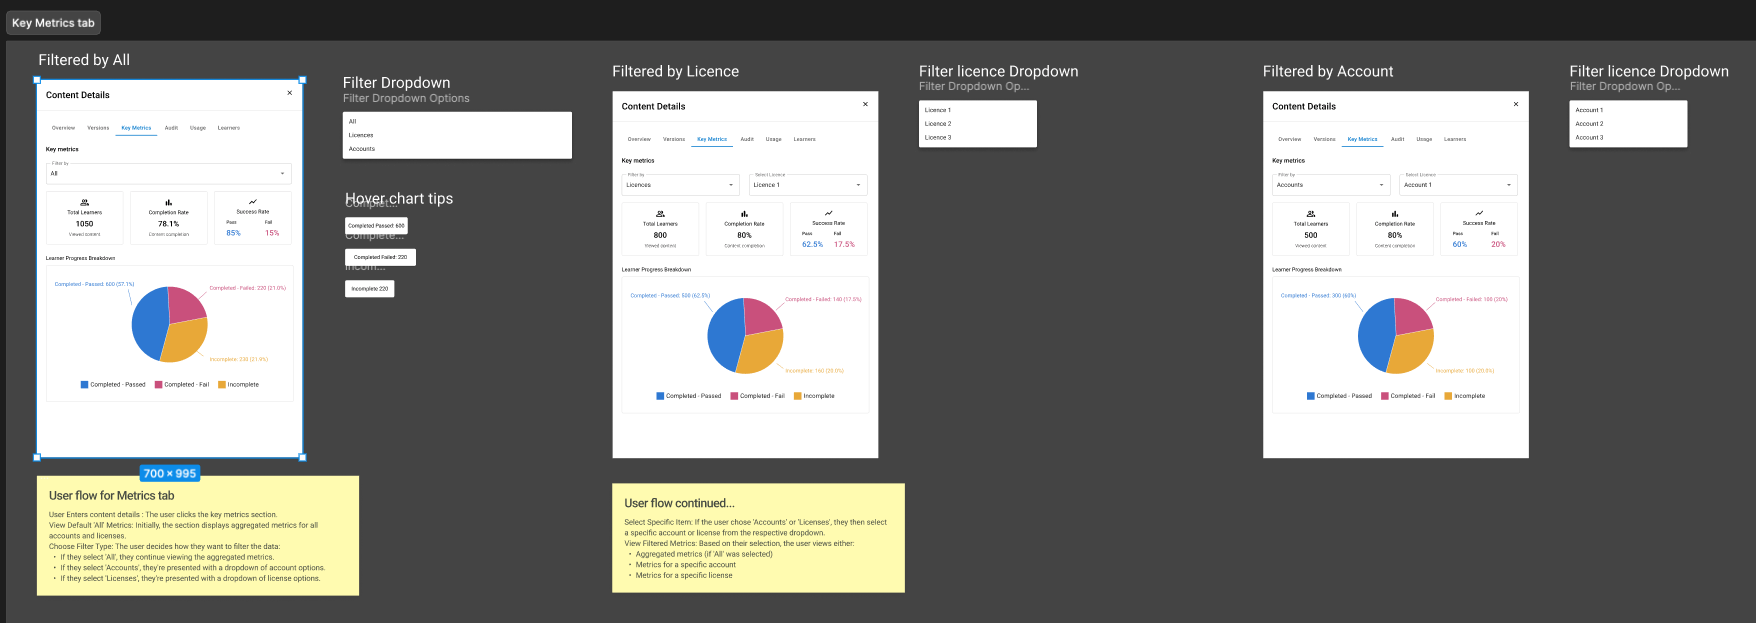 Key Metrics tab
Filtered by All
Content Details
Overview Versions Key Metrics Audit Usage Learners
Key metrics
Filter by
All
Total Learners
1050
Viewed content
Completion Rate
78.1%
Content completion
Success Rate
Pass Fail
85% 15%
Learner Progress Breakdown
Completed - Passed: 600 (57.1%)
Completed - Failed: 220 (21.0%)
Incomplete: 230 (21.9%)
Completed - Passed Completed - Fail Incomplete
700 × 995
User flow for Metrics tab
User Enters content details : The user clicks the key metrics section.
View Default 'All' Metrics: Initially, the section displays aggregated metrics for all
accounts and licenses.
Choose Filter Type: The user decides how they want to filter the data:
• If they select 'All', they continue viewing the aggregated metrics.
• If they select 'Accounts', they're presented with a dropdown of account options.
• If they select 'Licenses', they're presented with a dropdown of license options.
Filter Dropdown
Filter Dropdown Options
All
Licences
Accounts
Hover chart tips
Complet...
Completed Passed: 600
Complete...
Completed Failed: 220
Incom...
Incomplete 220
Filtered by Licence
Content Details
Overview Versions Key Metrics Audit Usage Learners
Key metrics
Filter by
Licences
Select Licence
Licence 1
Total Learners
800
Viewed content
Completion Rate
80%
Content completion
Success Rate
Pass Fail
62.5% 17.5%
Learner Progress Breakdown
Completed - Passed: 500 (62.5%)
Completed - Failed: 140 (17.5%)
Incomplete: 160 (20.0%)
Completed - Passed Completed - Fail Incomplete
User flow continued...
Select Specific Item: If the user chose 'Accounts' or 'Licenses', they then select
a specific account or license from the respective dropdown.
View Filtered Metrics: Based on their selection, the user views either:
• Aggregated metrics (if 'All' was selected)
• Metrics for a specific account
• Metrics for a specific license
Filter licence Dropdown
Filter Dropdown Op...
Licence 1
Licence 2
Licence 3
Filtered by Account
Content Details
Overview Versions Key Metrics Audit Usage Learners
Key metrics
Filter by
Accounts
Select Licence
Account 1
Total Learners
500
Viewed content
Completion Rate
80%
Content completion
Success Rate
Pass Fail
60% 20%
Learner Progress Breakdown
Completed - Passed: 300 (60%)
Completed - Failed: 100 (20%)
Incomplete: 100 (20.0%)
Completed - Passed Completed - Fail Incomplete
Filter licence Dropdown
Filter Dropdown Op...
Account 1
Account 2
Account 3